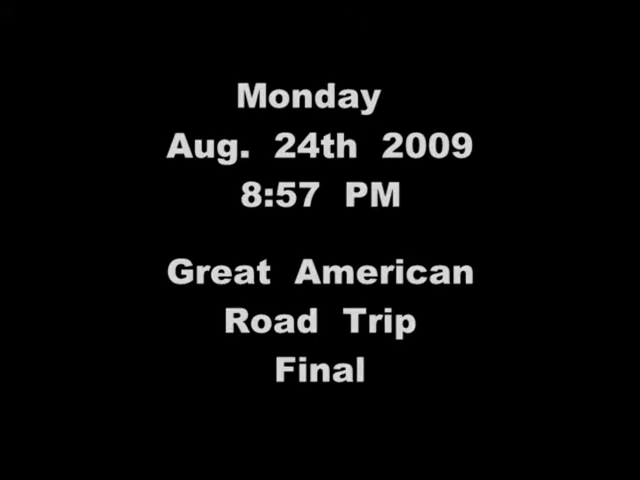 Monday
Aug. 24th 2009
8:57 PM
Great American
Road Trip
Final